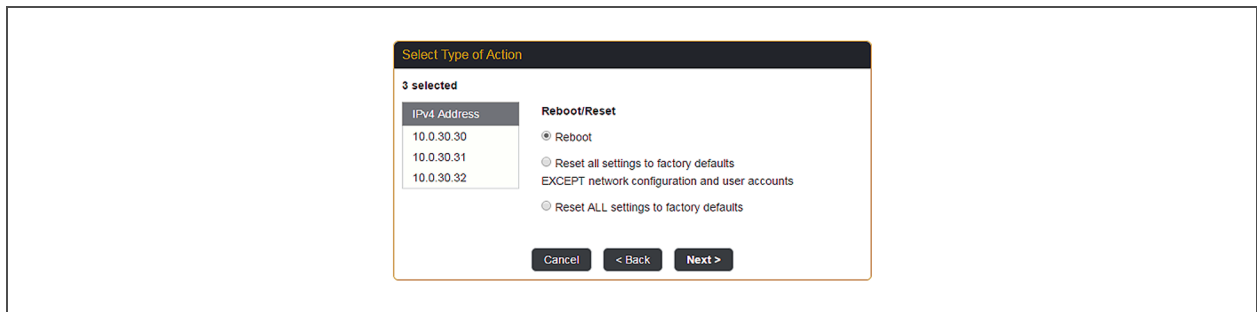 Select Type of Action
3 selected
IPv4 Address
10.0.30.30
10.0.30.31
10.0.30.32
Reboot/Reset
Reboot
Reset all settings to factory defaults
EXCEPT network configuration and user accounts
Reset ALL settings to factory defaults
Cancel
< Back
Next >